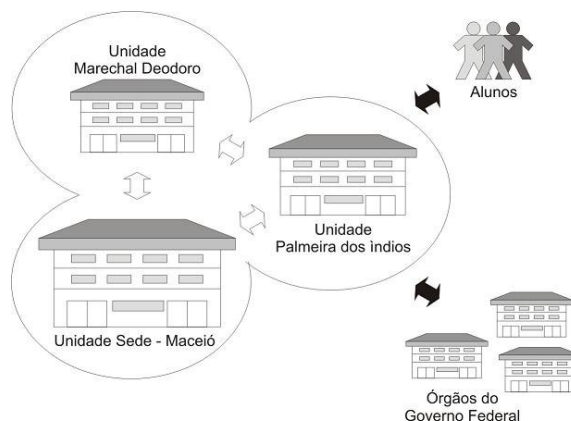 Unidade
Marechal Deodoro
Alunos
Unidade
Palmeira dos ìndios
Unidade Sede - Maceió
Órgãos do
Governo Federal